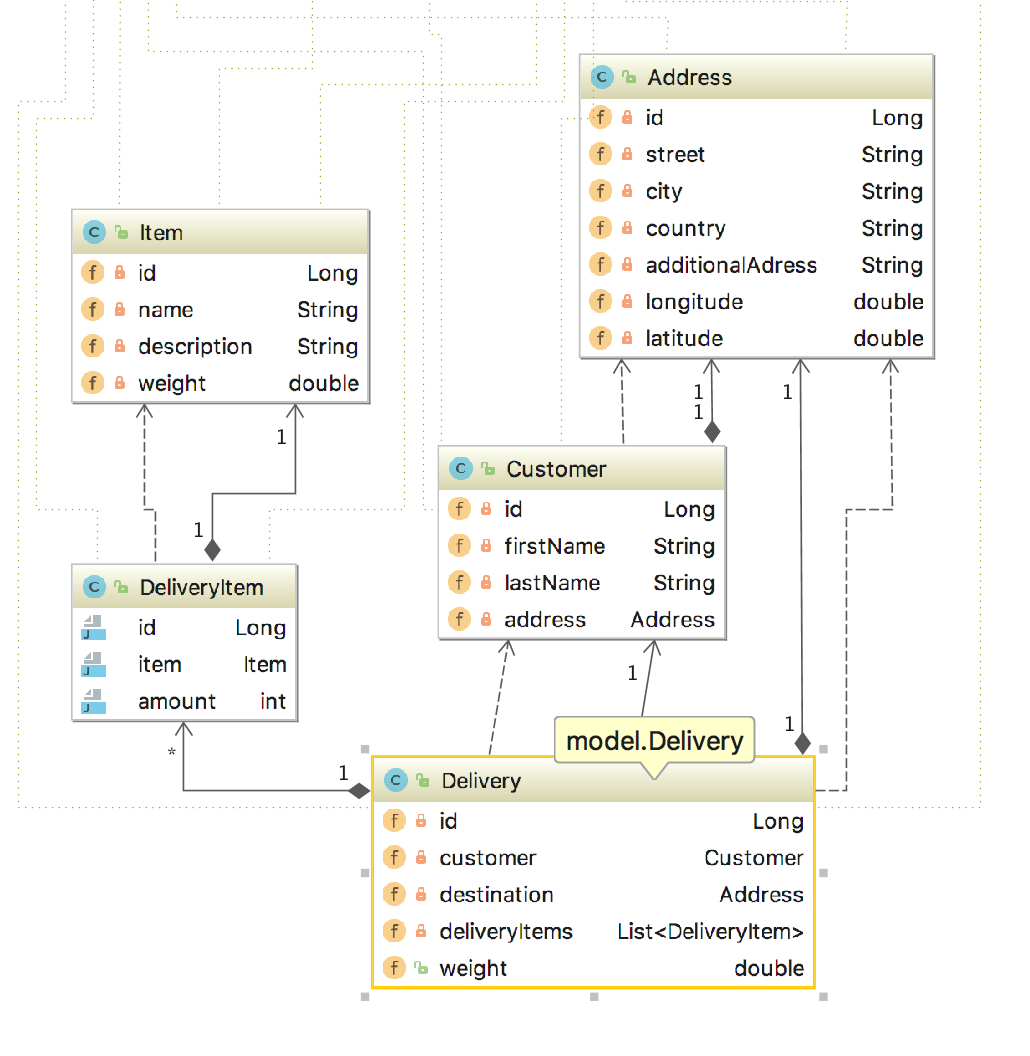 C Address
f id Long
f street String
f city String
f country String
f additionalAdress String
f longitude double
f latitude double
C Item
f id Long
f name String
f description String
f weight double
1
1
1
1
1
1
C Customer
f id Long
f firstName String
f lastName String
f address Address
C DeliveryItem
J id Long
J item Item
J amount int
1
1
*
1
model.Delivery
C Delivery
f id Long
f customer Customer
f destination Address
f deliveryItems List<DeliveryItem>
f weight double